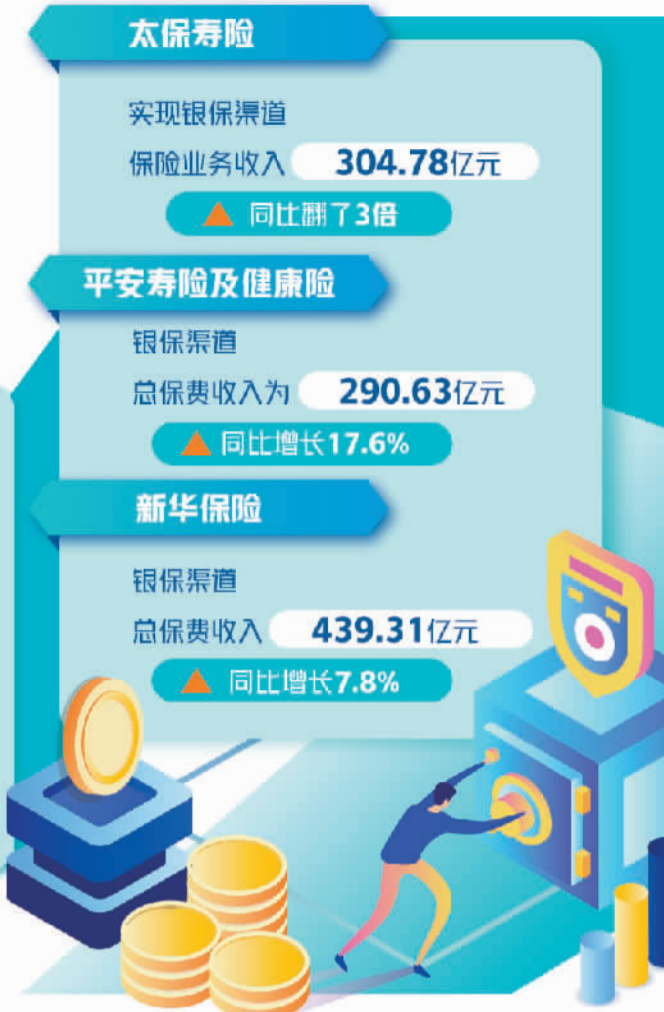 太保寿险
实现银保渠道
保险业务收入 304.78亿元
同比翻了3倍
平安寿险及健康险
银保渠道
总保费收入为 290.63亿元
同比增长17.6%
新华保险
银保渠道
总保费收入 439.31亿元
同比增长7.8%